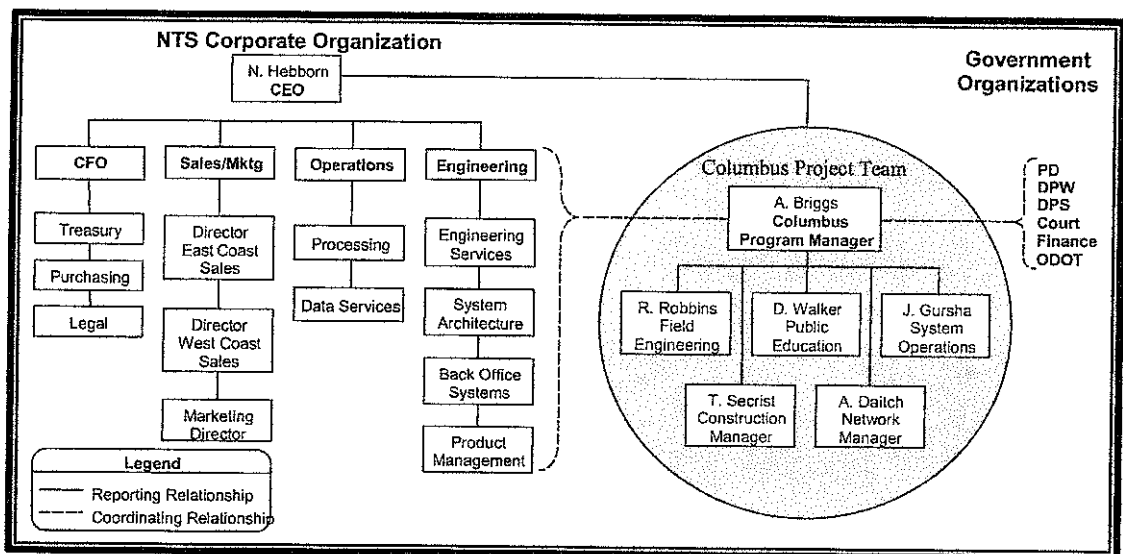 NTS Corporate Organization
N. Hebborn
CEO
Government
Organizations
CFO
Treasury
Purchasing
Legal
Sales/Mktg
Director
East Coast
Sales
Director
West Coast
Sales
Marketing
Director
Operations
Processing
Data Services
Engineering
Engineering
Services
System
Architecture
Back Office
Systems
Product
Management
Columbus Project Team
A. Briggs
Columbus
Program Manager
R. Robbins
Field
Engineering
D. Walker
Public
Education
J. Gursha
System
Operations
T. Secrist
Construction
Manager
A. Daitch
Network
Manager
PD
DPW
DPS
Court
Finance
ODOT
Legend
Reporting Relationship
Coordinating Relationship